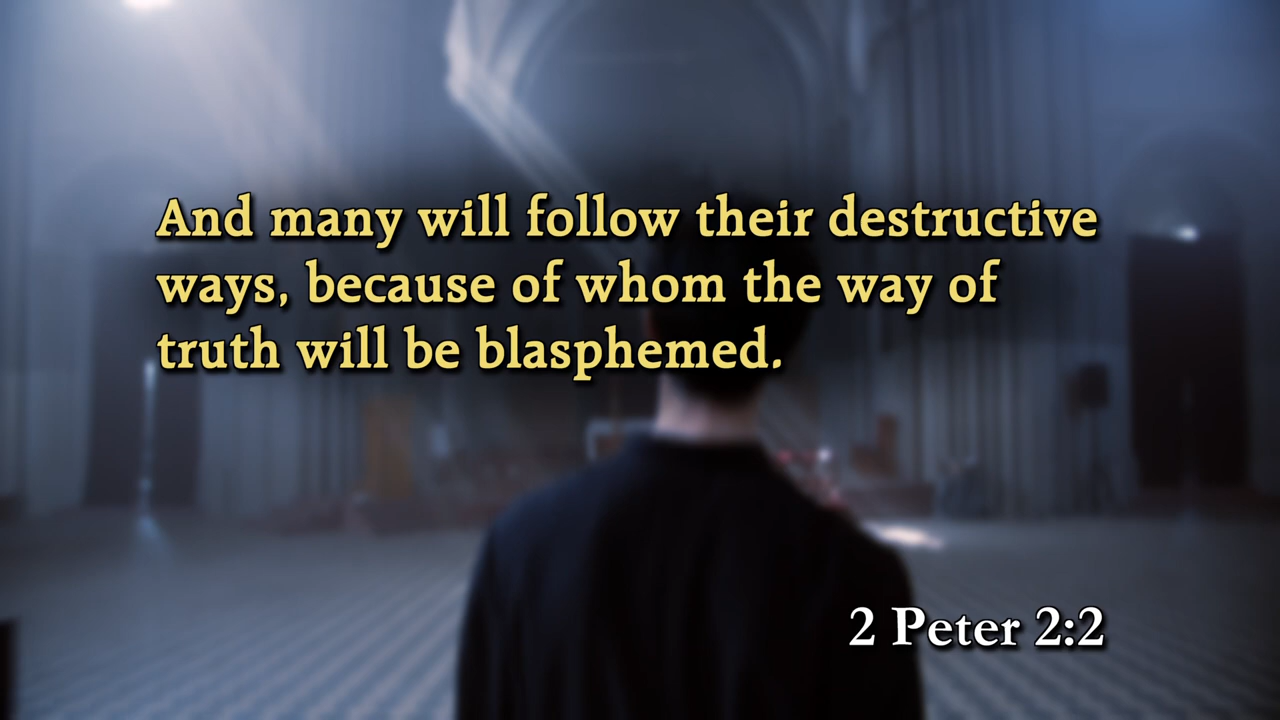 And many will follow their destructive
ways, because of whom the way of
truth will be blasphemed.
2 Peter 2:2